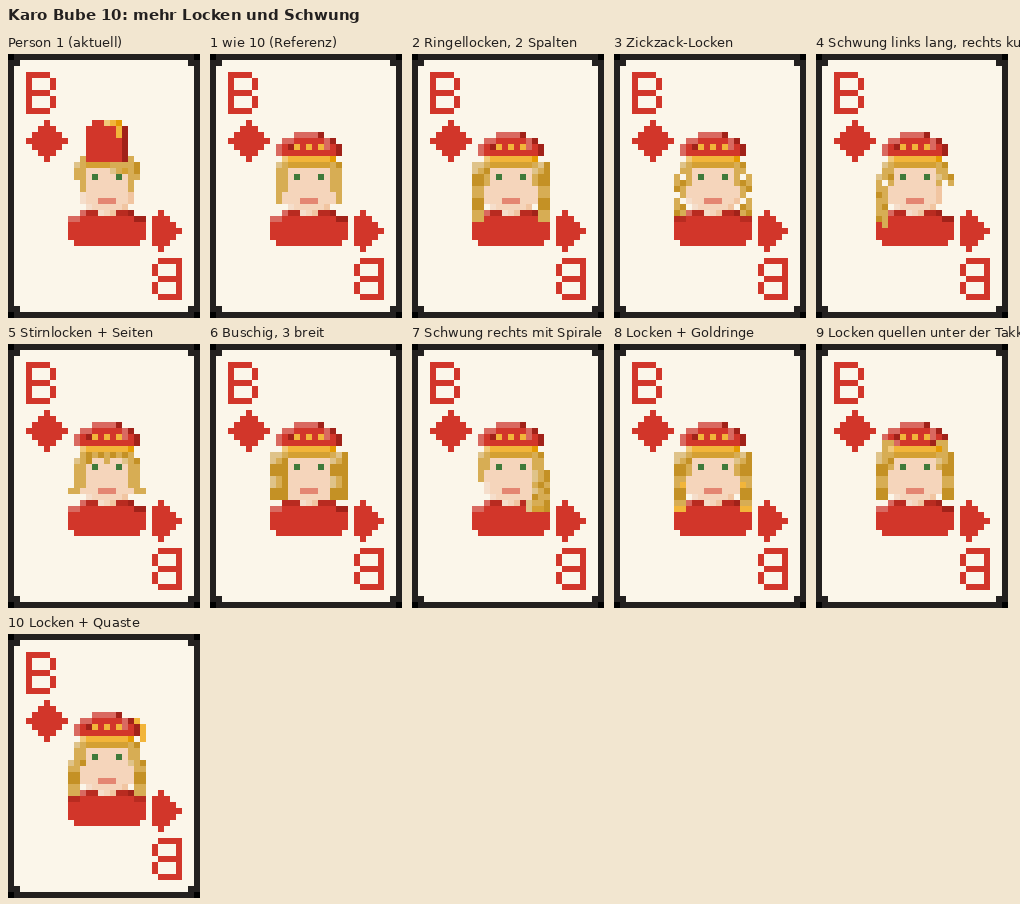 Karo Bube 10: mehr Locken und Schwung
Person 1 (aktuell)
1 wie 10 (Referenz)
2 Ringellocken, 2 Spalten
3 Zickzack-Locken
4 Schwung links lang, rechts ku
B
B
B
B
B
B
B
B
B
B
5 Stirnlocken + Seiten
6 Buschig, 3 breit
7 Schwung rechts mit Spirale
8 Locken + Goldringe
9 Locken quellen unter der Takk
B
B
B
B
B
B
B
B
B
B
10 Locken + Quaste
B
B